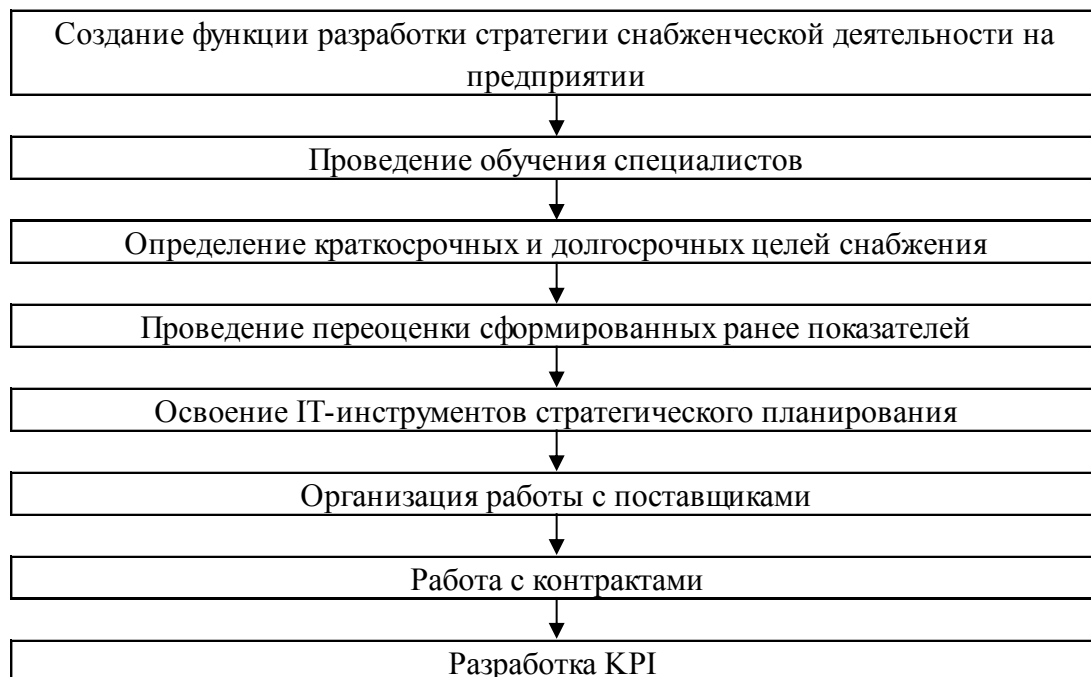 Создание функции разработки стратегии снабженческой деятельности на
предприятии
Проведение обучения специалистов
Определение краткосрочных и долгосрочных целей снабжения
Проведение переоценки сформированных ранее показателей
Освоение IT-инструментов стратегического планирования
Организация работы с поставщиками
Работа с контрактами
Разработка KPI